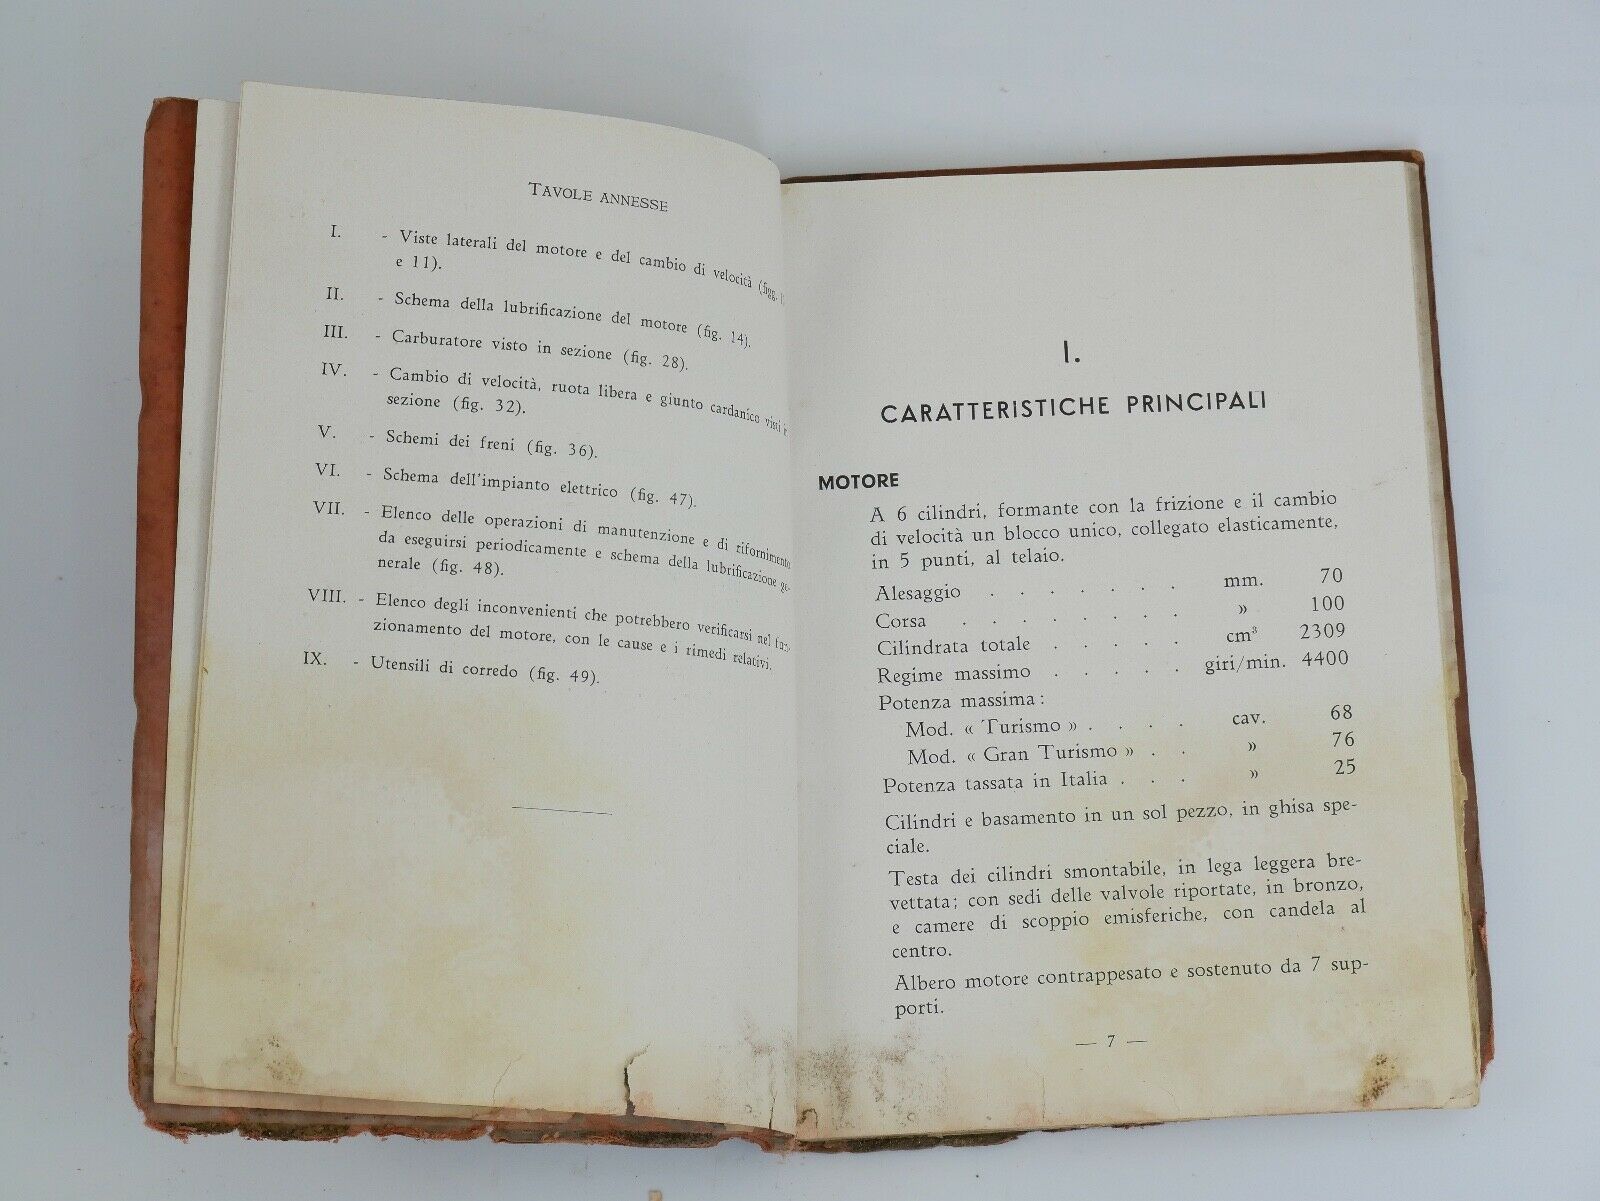 TAVOLE ANNESSE
I. - Viste laterali del motore e del cambio di velocità (figg.
e 11).
II. - Schema della lubrificazione del motore (fig. 14).
III. - Carburatore visto in sezione (fig. 28).
IV. - Cambio di velocità, ruota libera e giunto cardanico visti
sezione (fig. 32).
V. - Schemi dei freni (fig. 36).
VI. - Schema dell'impianto elettrico (fig. 47).
VII. - Elenco delle operazioni di manutenzione e di rifornimento
da eseguirsi periodicamente e schema della lubrificazione ge-
nerale (fig. 48).
VIII. - Elenco degli inconvenienti che potrebbero verificarsi nel fun-
zionamento del motore, con le cause e i rimedi relativi.
IX. - Utensili di corredo (fig. 49).
I.
CARATTERISTICHE PRINCIPALI
MOTORE
A 6 cilindri, formante con la frizione e il cambio
di velocità un blocco unico, collegato elasticamente,
in 5 punti, al telaio.
Alesaggio . . . . . . . mm. 70
Corsa . . . . . . . . » 100
Cilindrata totale . . . . . cm³ 2309
Regime massimo . . . . . giri/min. 4400
Potenza massima:
Mod. « Turismo » . . . . cav. 68
Mod. « Gran Turismo » . . » 76
Potenza tassata in Italia . . . » 25
Cilindri e basamento in un sol pezzo, in ghisa spe-
ciale.
Testa dei cilindri smontabile, in lega leggera bre-
vettata; con sedi delle valvole riportate, in bronzo,
e camere di scoppio emisferiche, con candela al
centro.
Albero motore contrappesato e sostenuto da 7 sup-
porti.
— 7 —